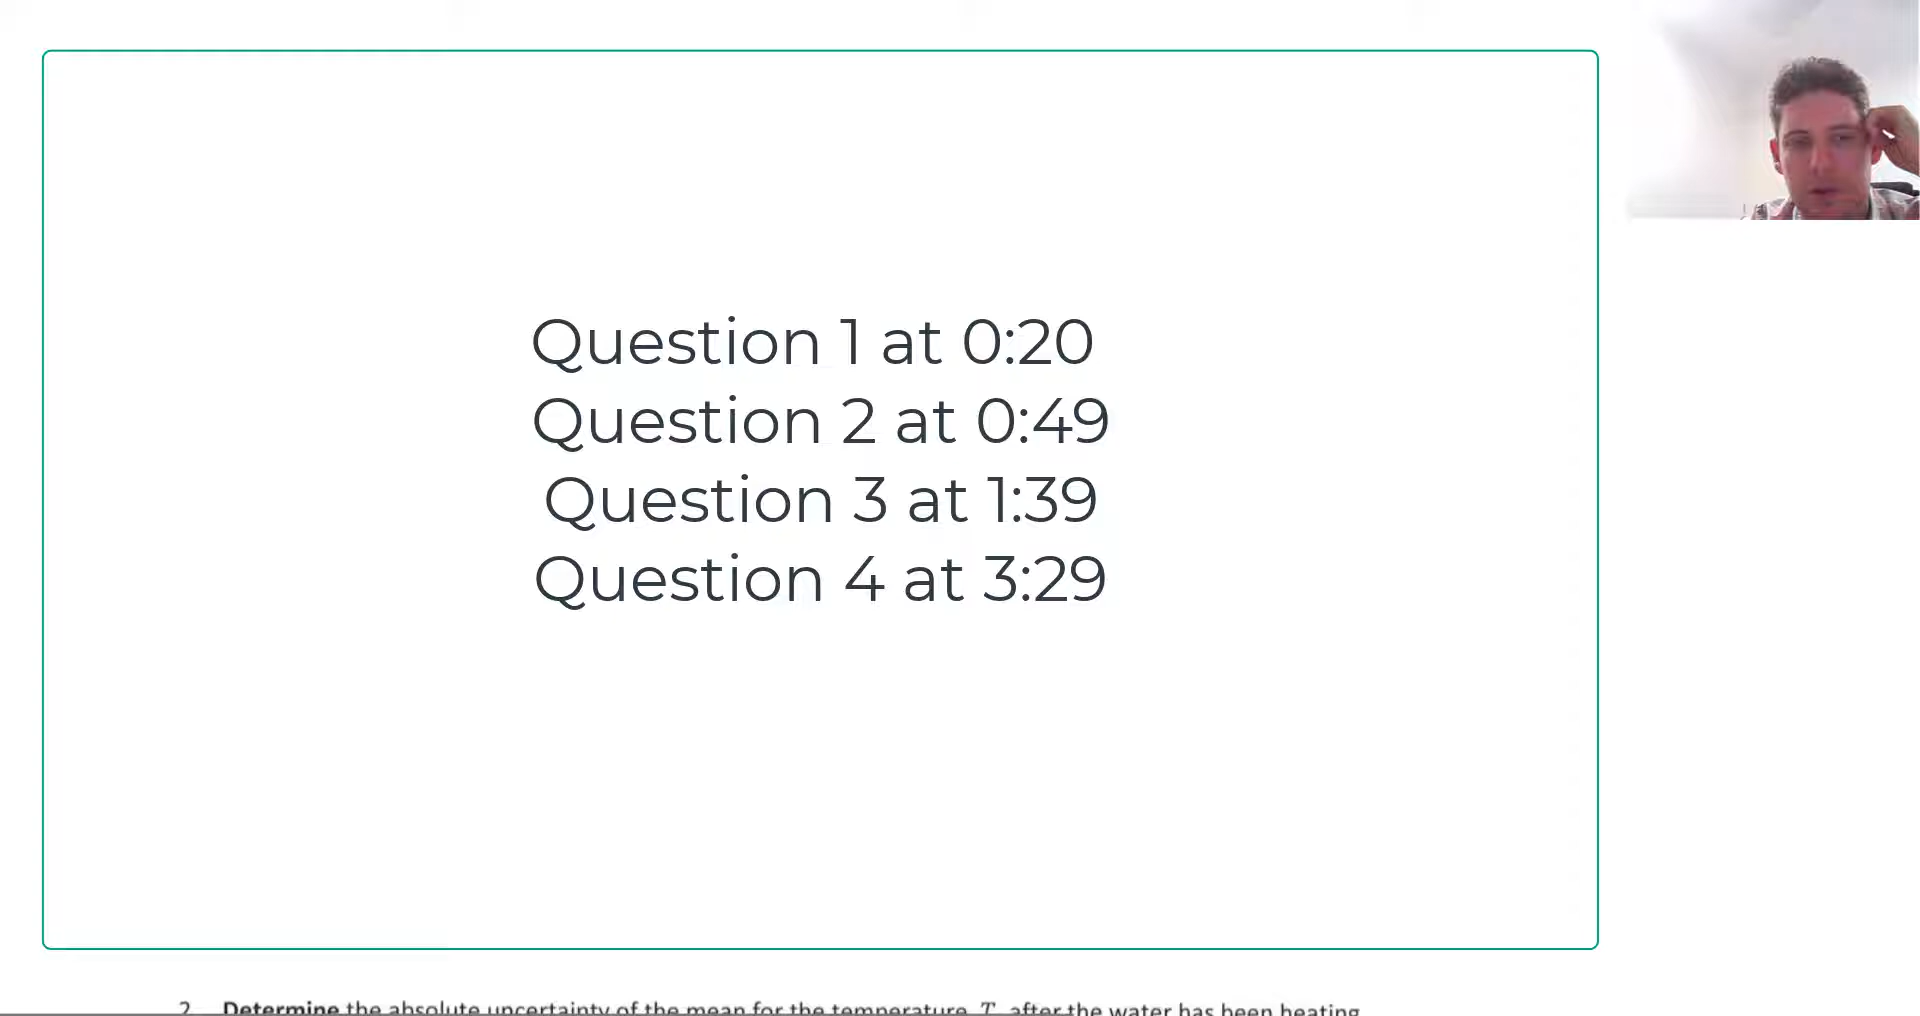 Question 1 at 0:20
Question 2 at 0:49
Question 3 at 1:39
Question 4 at 3:29
2. Determine the absolute uncertainty of the mean for the temperature, T, after the water has been heating